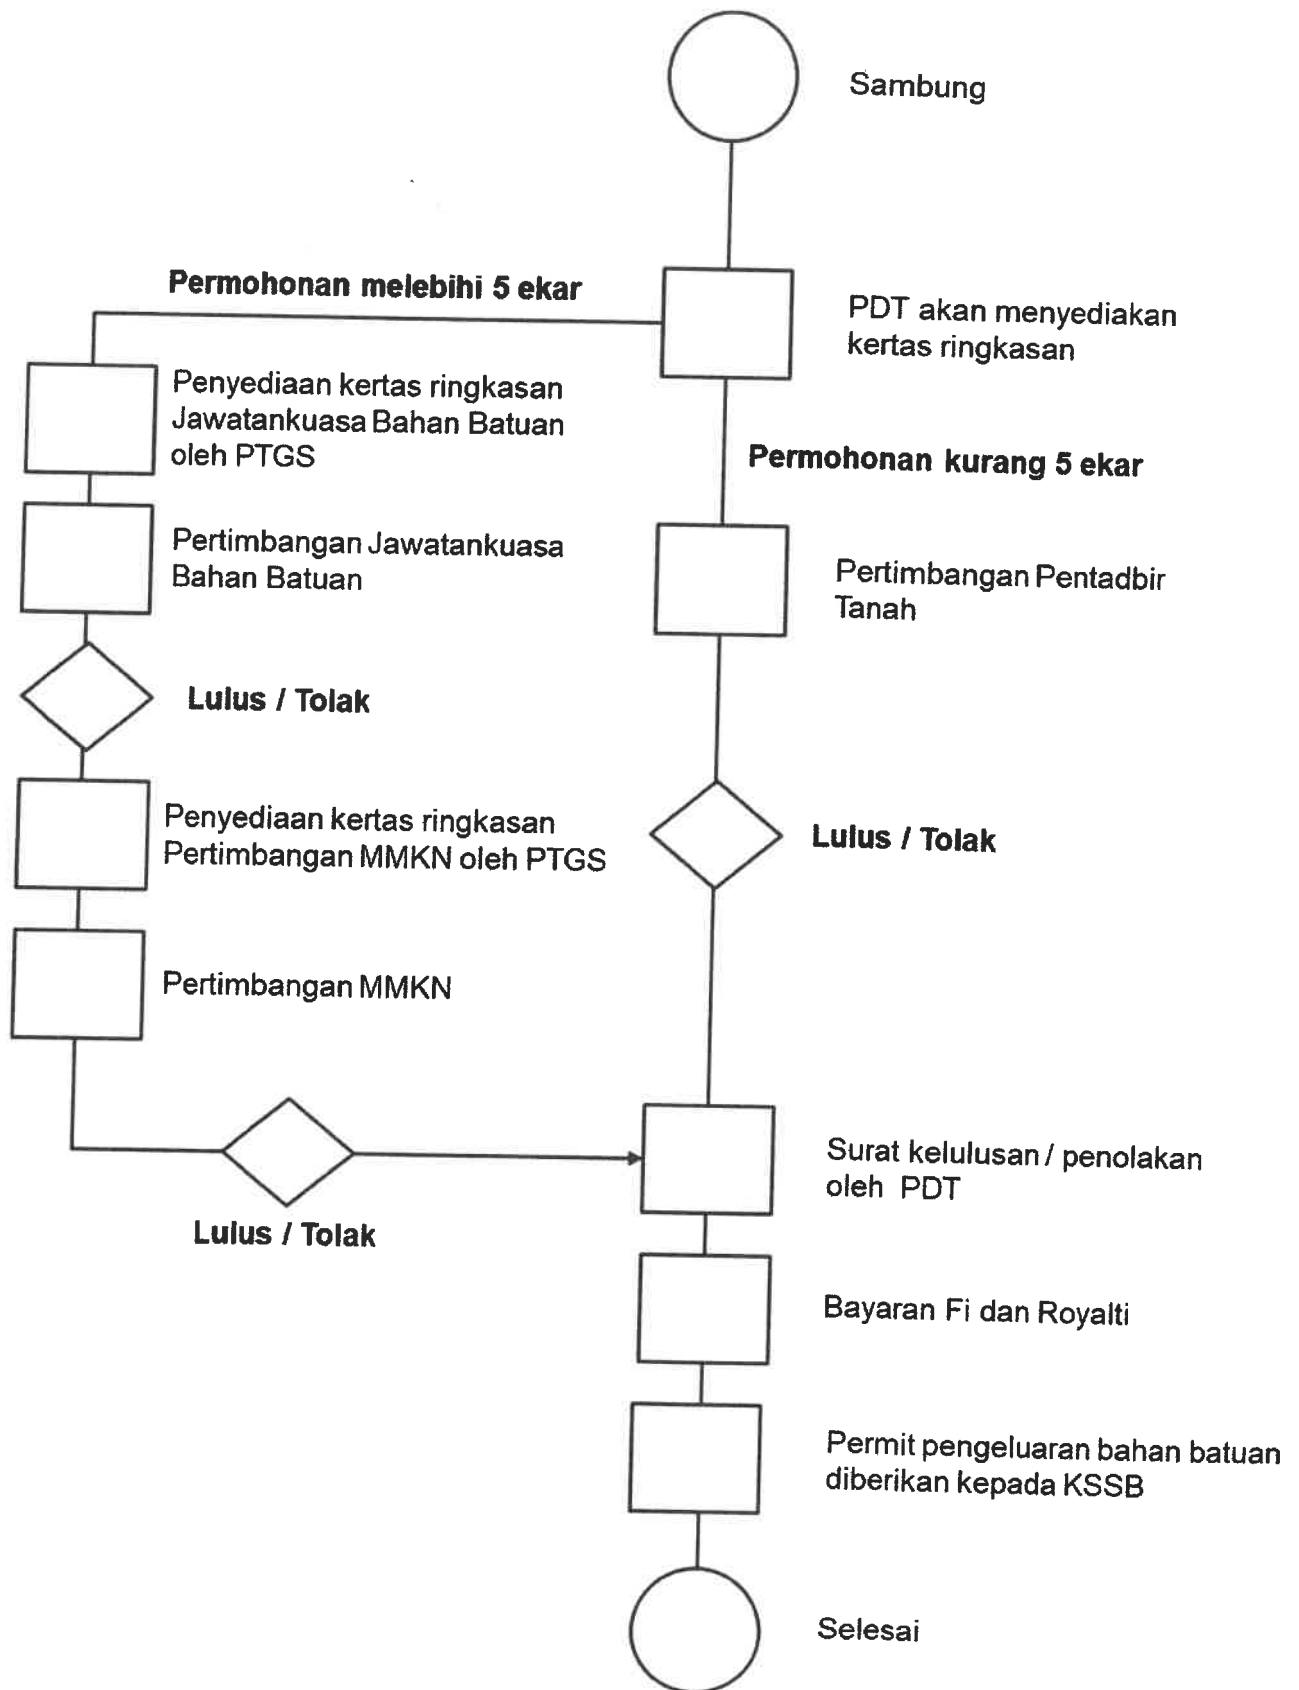 Sambung
Permohonan melebihi 5 ekar
PDT akan menyediakan
kertas ringkasan
Penyediaan kertas ringkasan
Jawatankuasa Bahan Batuan
oleh PTGS
Permohonan kurang 5 ekar
Pertimbangan Jawatankuasa
Bahan Batuan
Pertimbangan Pentadbir
Tanah
Lulus / Tolak
Penyediaan kertas ringkasan
Pertimbangan MMKN oleh PTGS
Lulus / Tolak
Pertimbangan MMKN
Surat kelulusan / penolakan
oleh PDT
Lulus / Tolak
Bayaran Fi dan Royalti
Permit pengeluaran bahan batuan
diberikan kepada KSSB
Selesai